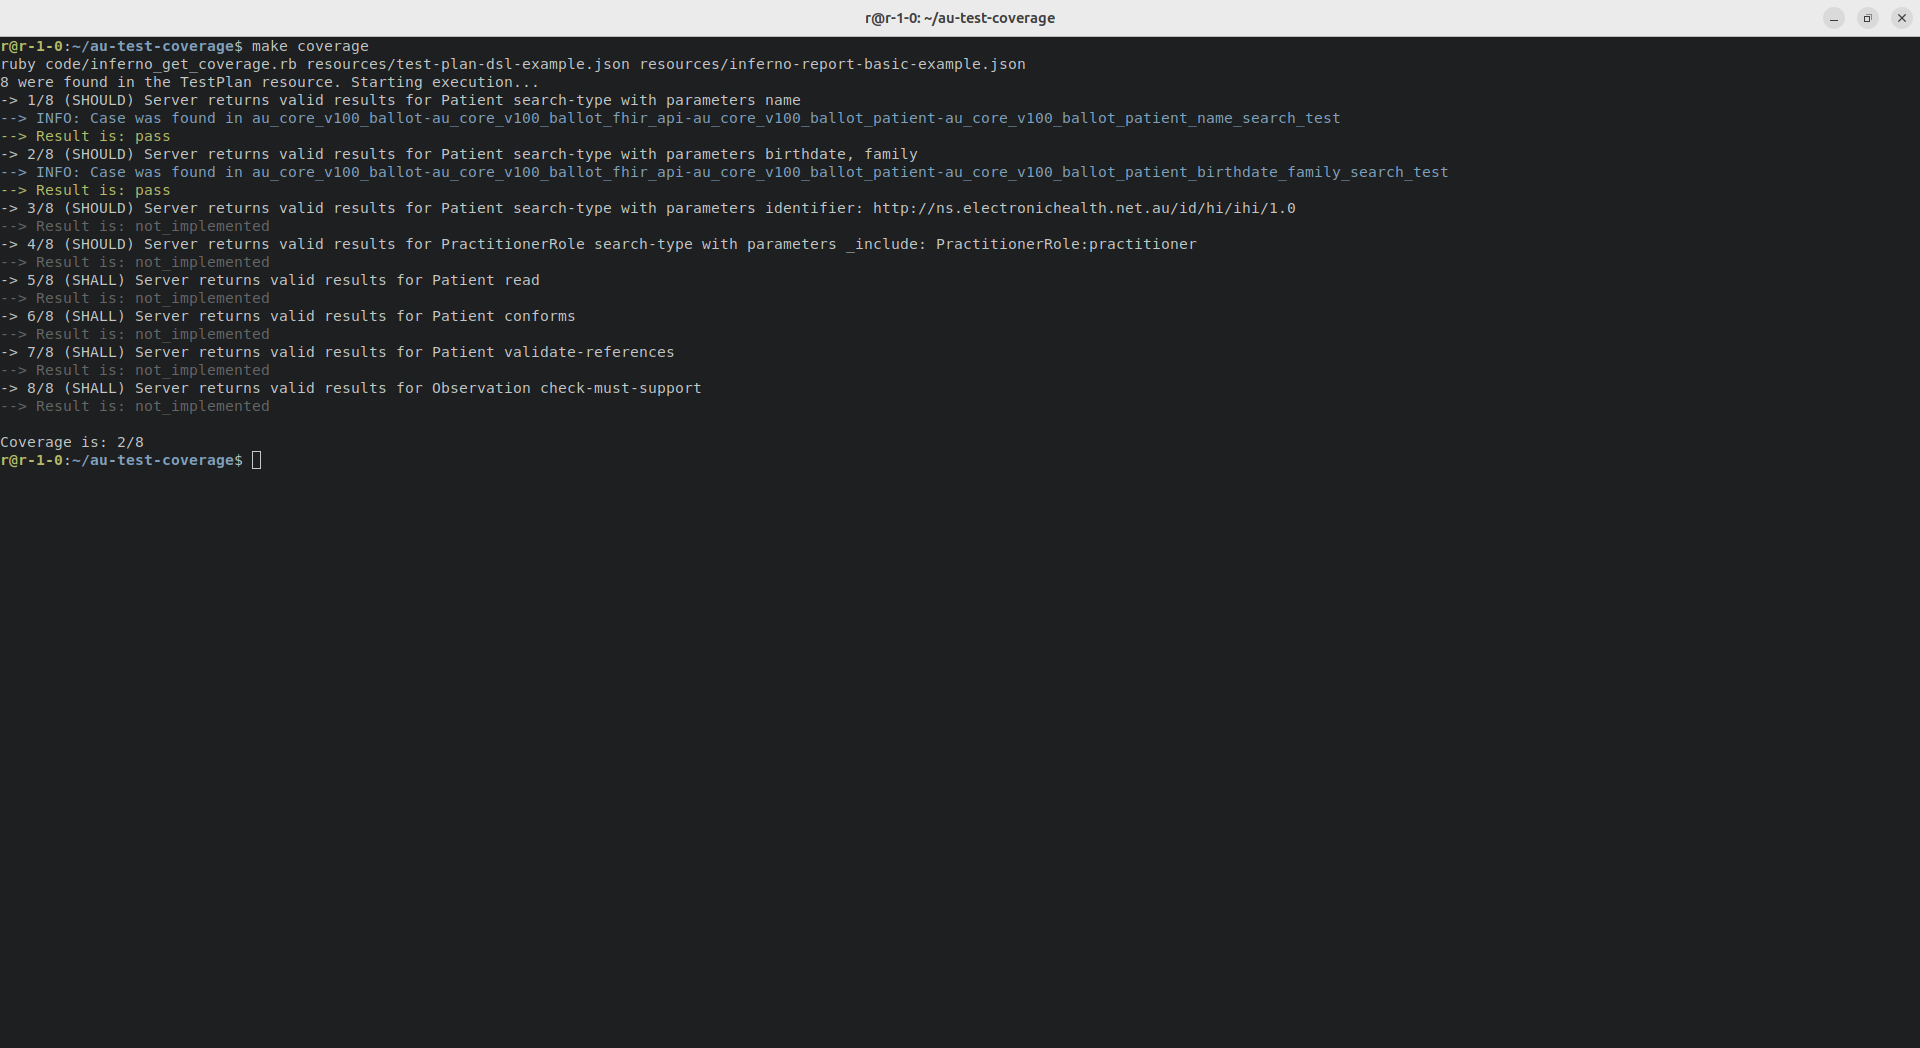 r@r-1-0: ~/au-test-coverage
r@r-1-0:~/au-test-coverage$ make coverage
ruby code/inferno_get_coverage.rb resources/test-plan-dsl-example.json resources/inferno-report-basic-example.json
8 were found in the TestPlan resource. Starting execution...
-> 1/8 (SHOULD) Server returns valid results for Patient search-type with parameters name
--> INFO: Case was found in au_core_v100_ballot-au_core_v100_ballot_fhir_api-au_core_v100_ballot_patient-au_core_v100_ballot_patient_name_search_test
--> Result is: pass
-> 2/8 (SHOULD) Server returns valid results for Patient search-type with parameters birthdate, family
--> INFO: Case was found in au_core_v100_ballot-au_core_v100_ballot_fhir_api-au_core_v100_ballot_patient-au_core_v100_ballot_patient_birthdate_family_search_test
--> Result is: pass
-> 3/8 (SHOULD) Server returns valid results for Patient search-type with parameters identifier: http://ns.electronichealth.net.au/id/hi/ihi/1.0
--> Result is: not_implemented
-> 4/8 (SHOULD) Server returns valid results for PractitionerRole search-type with parameters _include: PractitionerRole:practitioner
--> Result is: not_implemented
-> 5/8 (SHALL) Server returns valid results for Patient read
--> Result is: not_implemented
-> 6/8 (SHALL) Server returns valid results for Patient conforms
--> Result is: not_implemented
-> 7/8 (SHALL) Server returns valid results for Patient validate-references
--> Result is: not_implemented
-> 8/8 (SHALL) Server returns valid results for Observation check-must-support
--> Result is: not_implemented
Coverage is: 2/8
r@r-1-0:~/au-test-coverage$